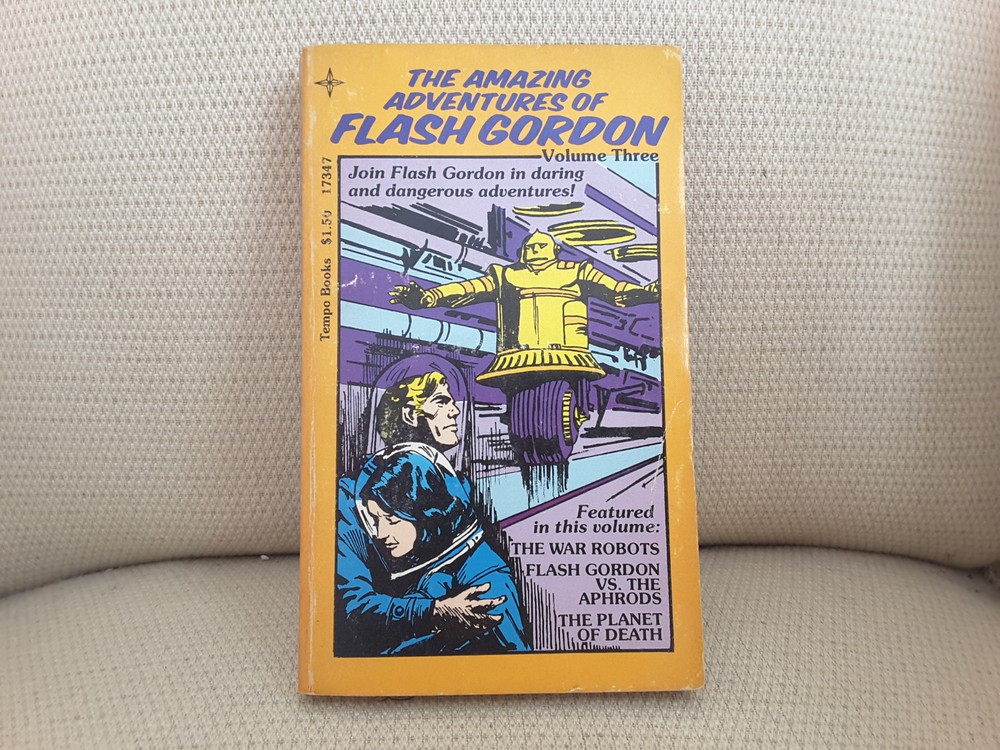 THE AMAZING
ADVENTURES OF
FLASH GORDON
Volume Three
Tempo Books $1.50 17347
Join Flash Gordon in daring
and dangerous adventures!
Featured
in this volume:
THE WAR ROBOTS
FLASH GORDON
VS. THE
APHRODS
THE PLANET
OF DEATH